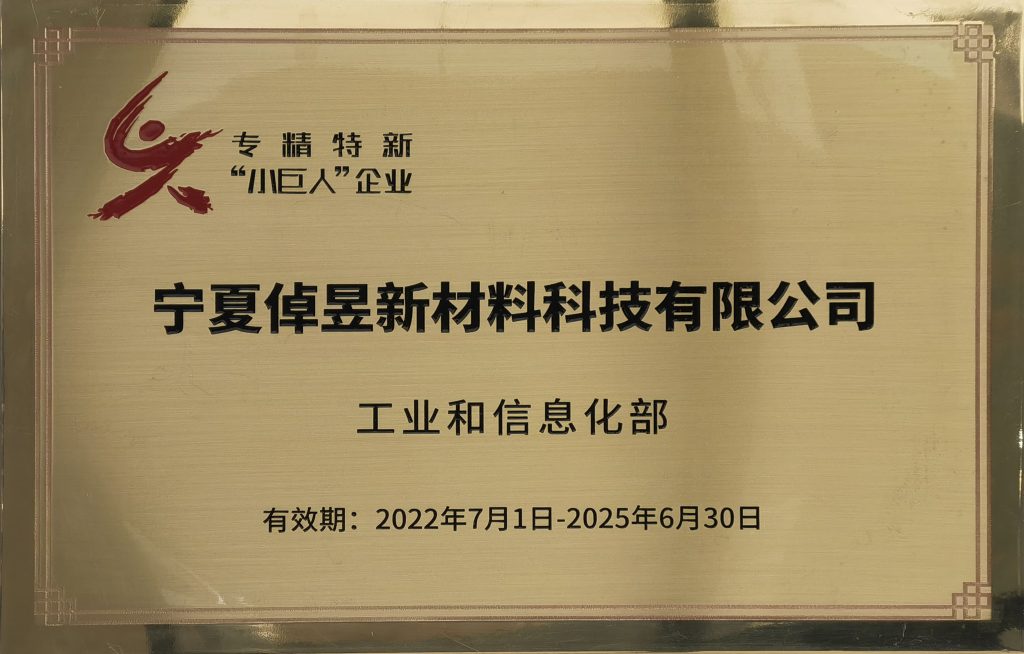 专精特新
“小巨人”企业
宁夏倬昱新材料科技有限公司
工业和信息化部
有效期：2022年7月1日-2025年6月30日